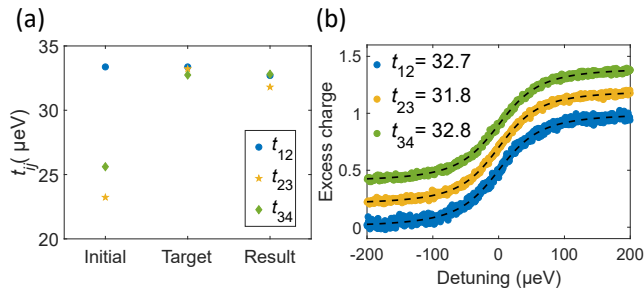 (a)
35
30
25
20
t_ij( μeV)
Initial Target Result
t_12
t_23
t_34
(b)
1.5
1
0.5
0
Excess charge
t_12 = 32.7
t_23 = 31.8
t_34 = 32.8
-200 -100 0 100 200
Detuning (μeV)